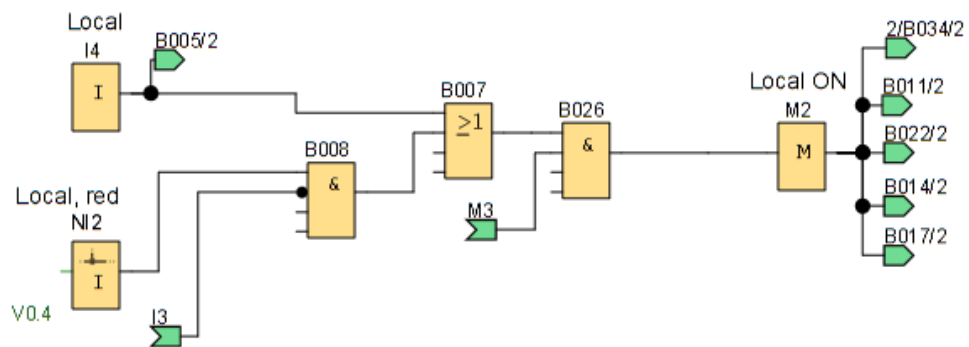 Local
I4
I
B005/2
B007
≥1
B026
&
Local ON
M2
M
2/B034/2
B011/2
B022/2
B014/2
B017/2
B008
&
Local, red
NI2
I
V0.4
I3
M3